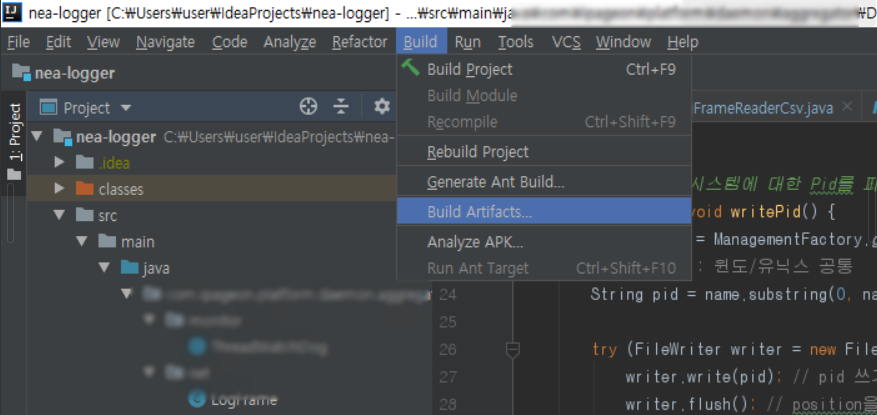 nea-logger [C:₩Users₩user₩IdeaProjects₩nea-logger] - ...₩src₩main₩ja ₩D
File Edit View Navigate Code Analyze Refactor Build Run Tools VCS Window Help
nea-logger
1: Project
Project
nea-logger C:₩Users₩user₩IdeaProjects₩nea-
.idea
classes
src
main
java
LogFrame
Build Project Ctrl+F9
Build Module
Recompile Ctrl+Shift+F9
Rebuild Project
Generate Ant Build...
Build Artifacts...
Analyze APK...
Run Ant Target Ctrl+Shift+F10
FrameReaderCsv.java
시스템에 대한 Pid를
void writePid() {
= ManagementFactory.
: 윈도/유닉스 공통
24 String pid = name.substring(0, na
25
26 try (FileWriter writer = new File
27 writer.write(pid); // pid 쓰
28 writer.flush(); // position을